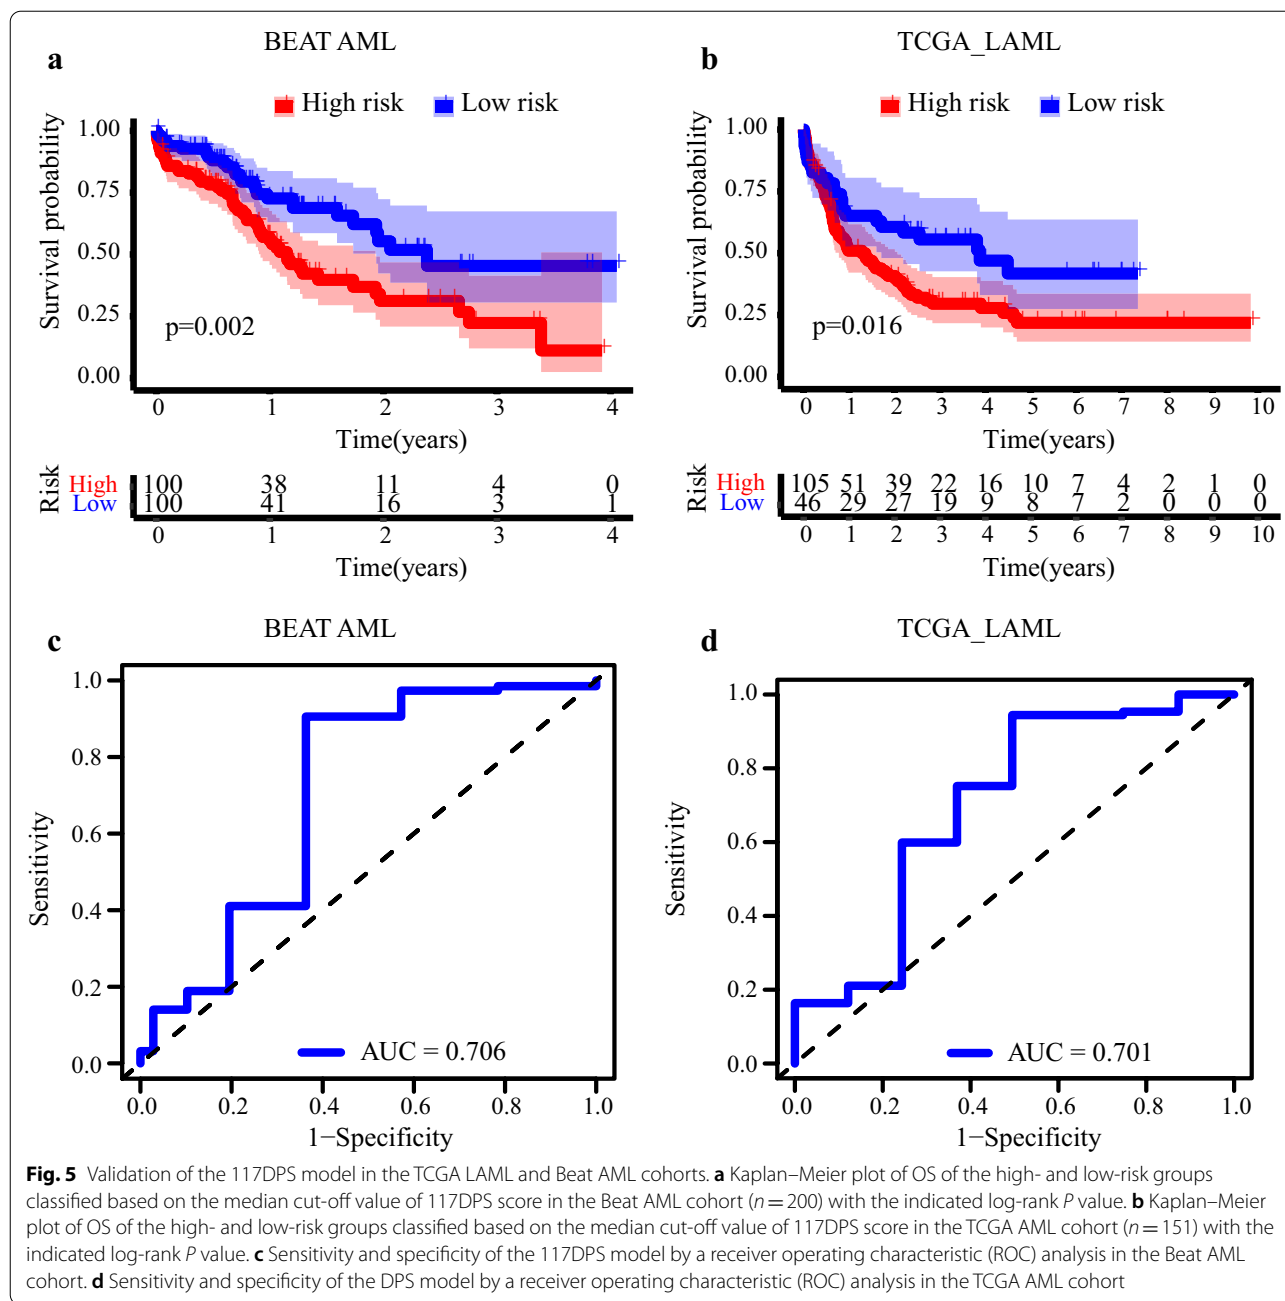 a
BEAT AML
High risk Low risk
Survival probability
1.00
0.75
0.50
0.25
0.00
p=0.002
0 1 2 3 4
Time(years)
Risk
High 100 38 11 4 0
Low 100 41 16 3 1
0 1 2 3 4
Time(years)
b
TCGA_LAML
High risk Low risk
Survival probability
1.00
0.75
0.50
0.25
0.00
p=0.016
0 1 2 3 4 5 6 7 8 9 10
Time(years)
Risk
High 105 51 39 22 16 10 7 4 2 1 0
Low 46 29 27 19 9 8 7 2 0 0 0
0 1 2 3 4 5 6 7 8 9 10
Time(years)
c
BEAT AML
Sensitivity
1.0
0.8
0.6
0.4
0.2
0.0
AUC = 0.706
0.0 0.2 0.4 0.6 0.8 1.0
1−Specificity
d
TCGA_LAML
Sensitivity
1.0
0.8
0.6
0.4
0.2
0.0
AUC = 0.701
0.0 0.2 0.4 0.6 0.8 1.0
1−Specificity
Fig. 5 Validation of the 117DPS model in the TCGA LAML and Beat AML cohorts. a Kaplan–Meier plot of OS of the high- and low-risk groups
classified based on the median cut-off value of 117DPS score in the Beat AML cohort (n = 200) with the indicated log-rank P value. b Kaplan–Meier
plot of OS of the high- and low-risk groups classified based on the median cut-off value of 117DPS score in the TCGA AML cohort (n = 151) with the
indicated log-rank P value. c Sensitivity and specificity of the 117DPS model by a receiver operating characteristic (ROC) analysis in the Beat AML
cohort. d Sensitivity and specificity of the DPS model by a receiver operating characteristic (ROC) analysis in the TCGA AML cohort